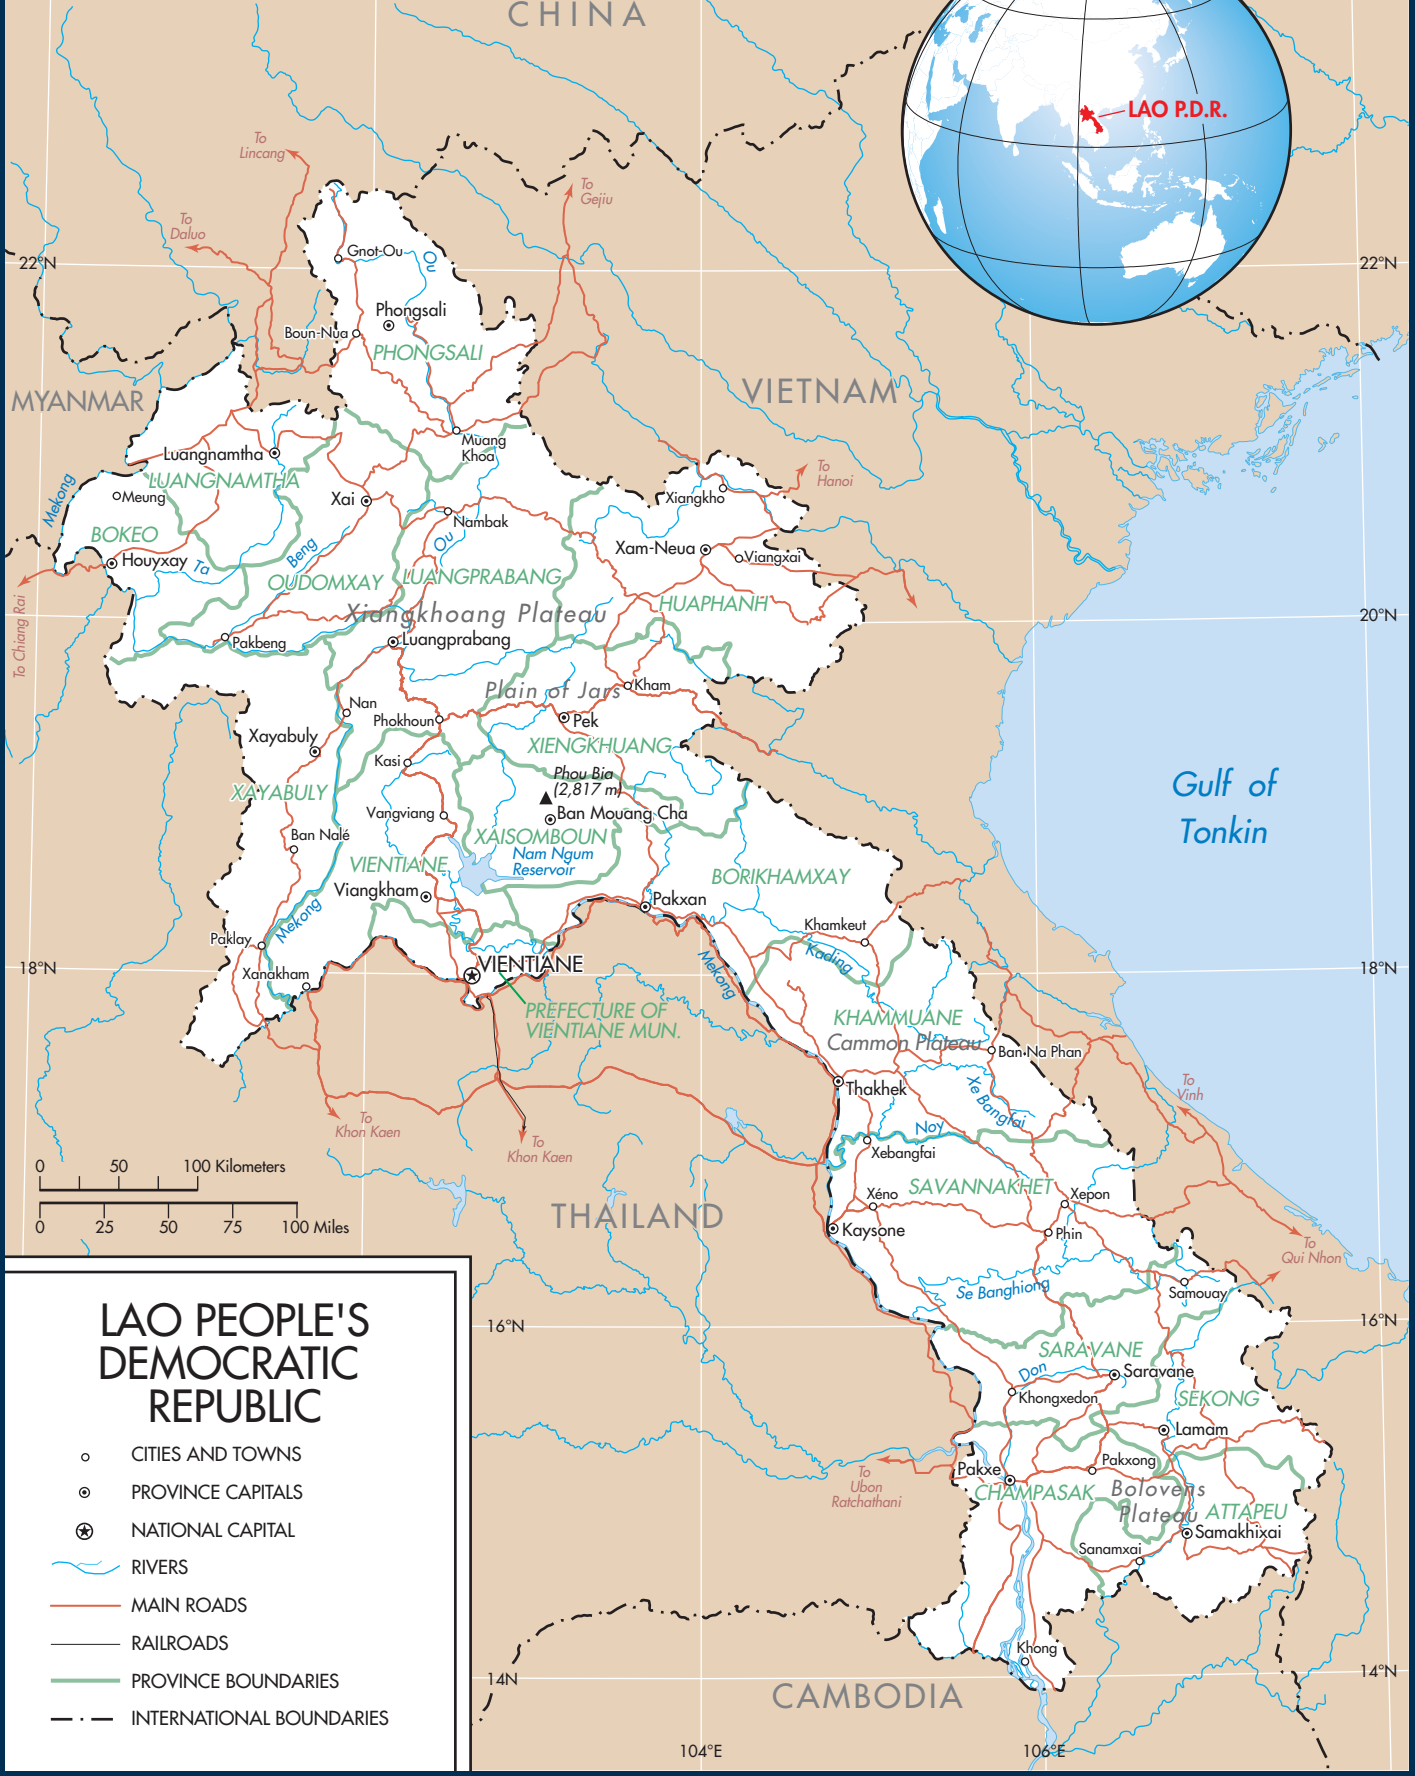 CHINA
LAO P.D.R.
To
Lincang
To
Gejiu
To
Daluo
Gnot-Ou
Ou
22°N
22°N
Phongsali
Boun-Nua
PHONGSALI
MYANMAR
VIETNAM
Muang
Khoa
Luangnamtha
LUANGNAMTHA
To
Hanoi
Mekong
Meung
Xai
Xiangkho
Nambak
BOKEO
Ou
Beng
Xam-Neua
Viangxai
Houyxay
Ta
OUDOMXAY
LUANGPRABANG
HUAPHANH
Xiangkhoang Plateau
20°N
To Chiang Rai
Pakbeng
Luangprabang
Plain of Jars
Kham
Nan
Phokhoun
Pek
Xayabuly
XIENGKHUANG
Kasi
Phou Bia
(2,817 m)
XAYABULY
Gulf of
Tonkin
Vangviang
Ban Mouang Cha
Ban Nalé
XAISOMBOUN
Nam Ngum
Reservoir
VIENTIANE
BORIKHAMXAY
Viangkham
Pakxan
Mekong
Khamkeut
Paklay
Kading
18°N
Xanakham
VIENTIANE
Mekong
18°N
PREFECTURE OF
VIENTIANE MUN.
KHAMMUANE
Cammon Plateau
Ban Na Phan
Thakhek
Xe Bangfai
To
Vinh
To
Khon Kaen
To
Khon Kaen
Noy
Xebangfai
0 50 100 Kilometers
0 25 50 75 100 Miles
THAILAND
SAVANNAKHET
Xéno
Xepon
Kaysone
Phin
To
Qui Nhon
Se Banghiong
Samouay
16°N
16°N
SARAVANE
Don
Saravane
Khongxedon
SEKONG
Lamam
To
Ubon
Ratchathani
Pakxe
Pakxong
CHAMPASAK
Bolovens
Plateau
ATTAPEU
Samakhixai
Sanamxai
Khong
14N
14°N
CAMBODIA
104°E
106°E
LAO PEOPLE'S
DEMOCRATIC
REPUBLIC
CITIES AND TOWNS
PROVINCE CAPITALS
NATIONAL CAPITAL
RIVERS
MAIN ROADS
RAILROADS
PROVINCE BOUNDARIES
INTERNATIONAL BOUNDARIES